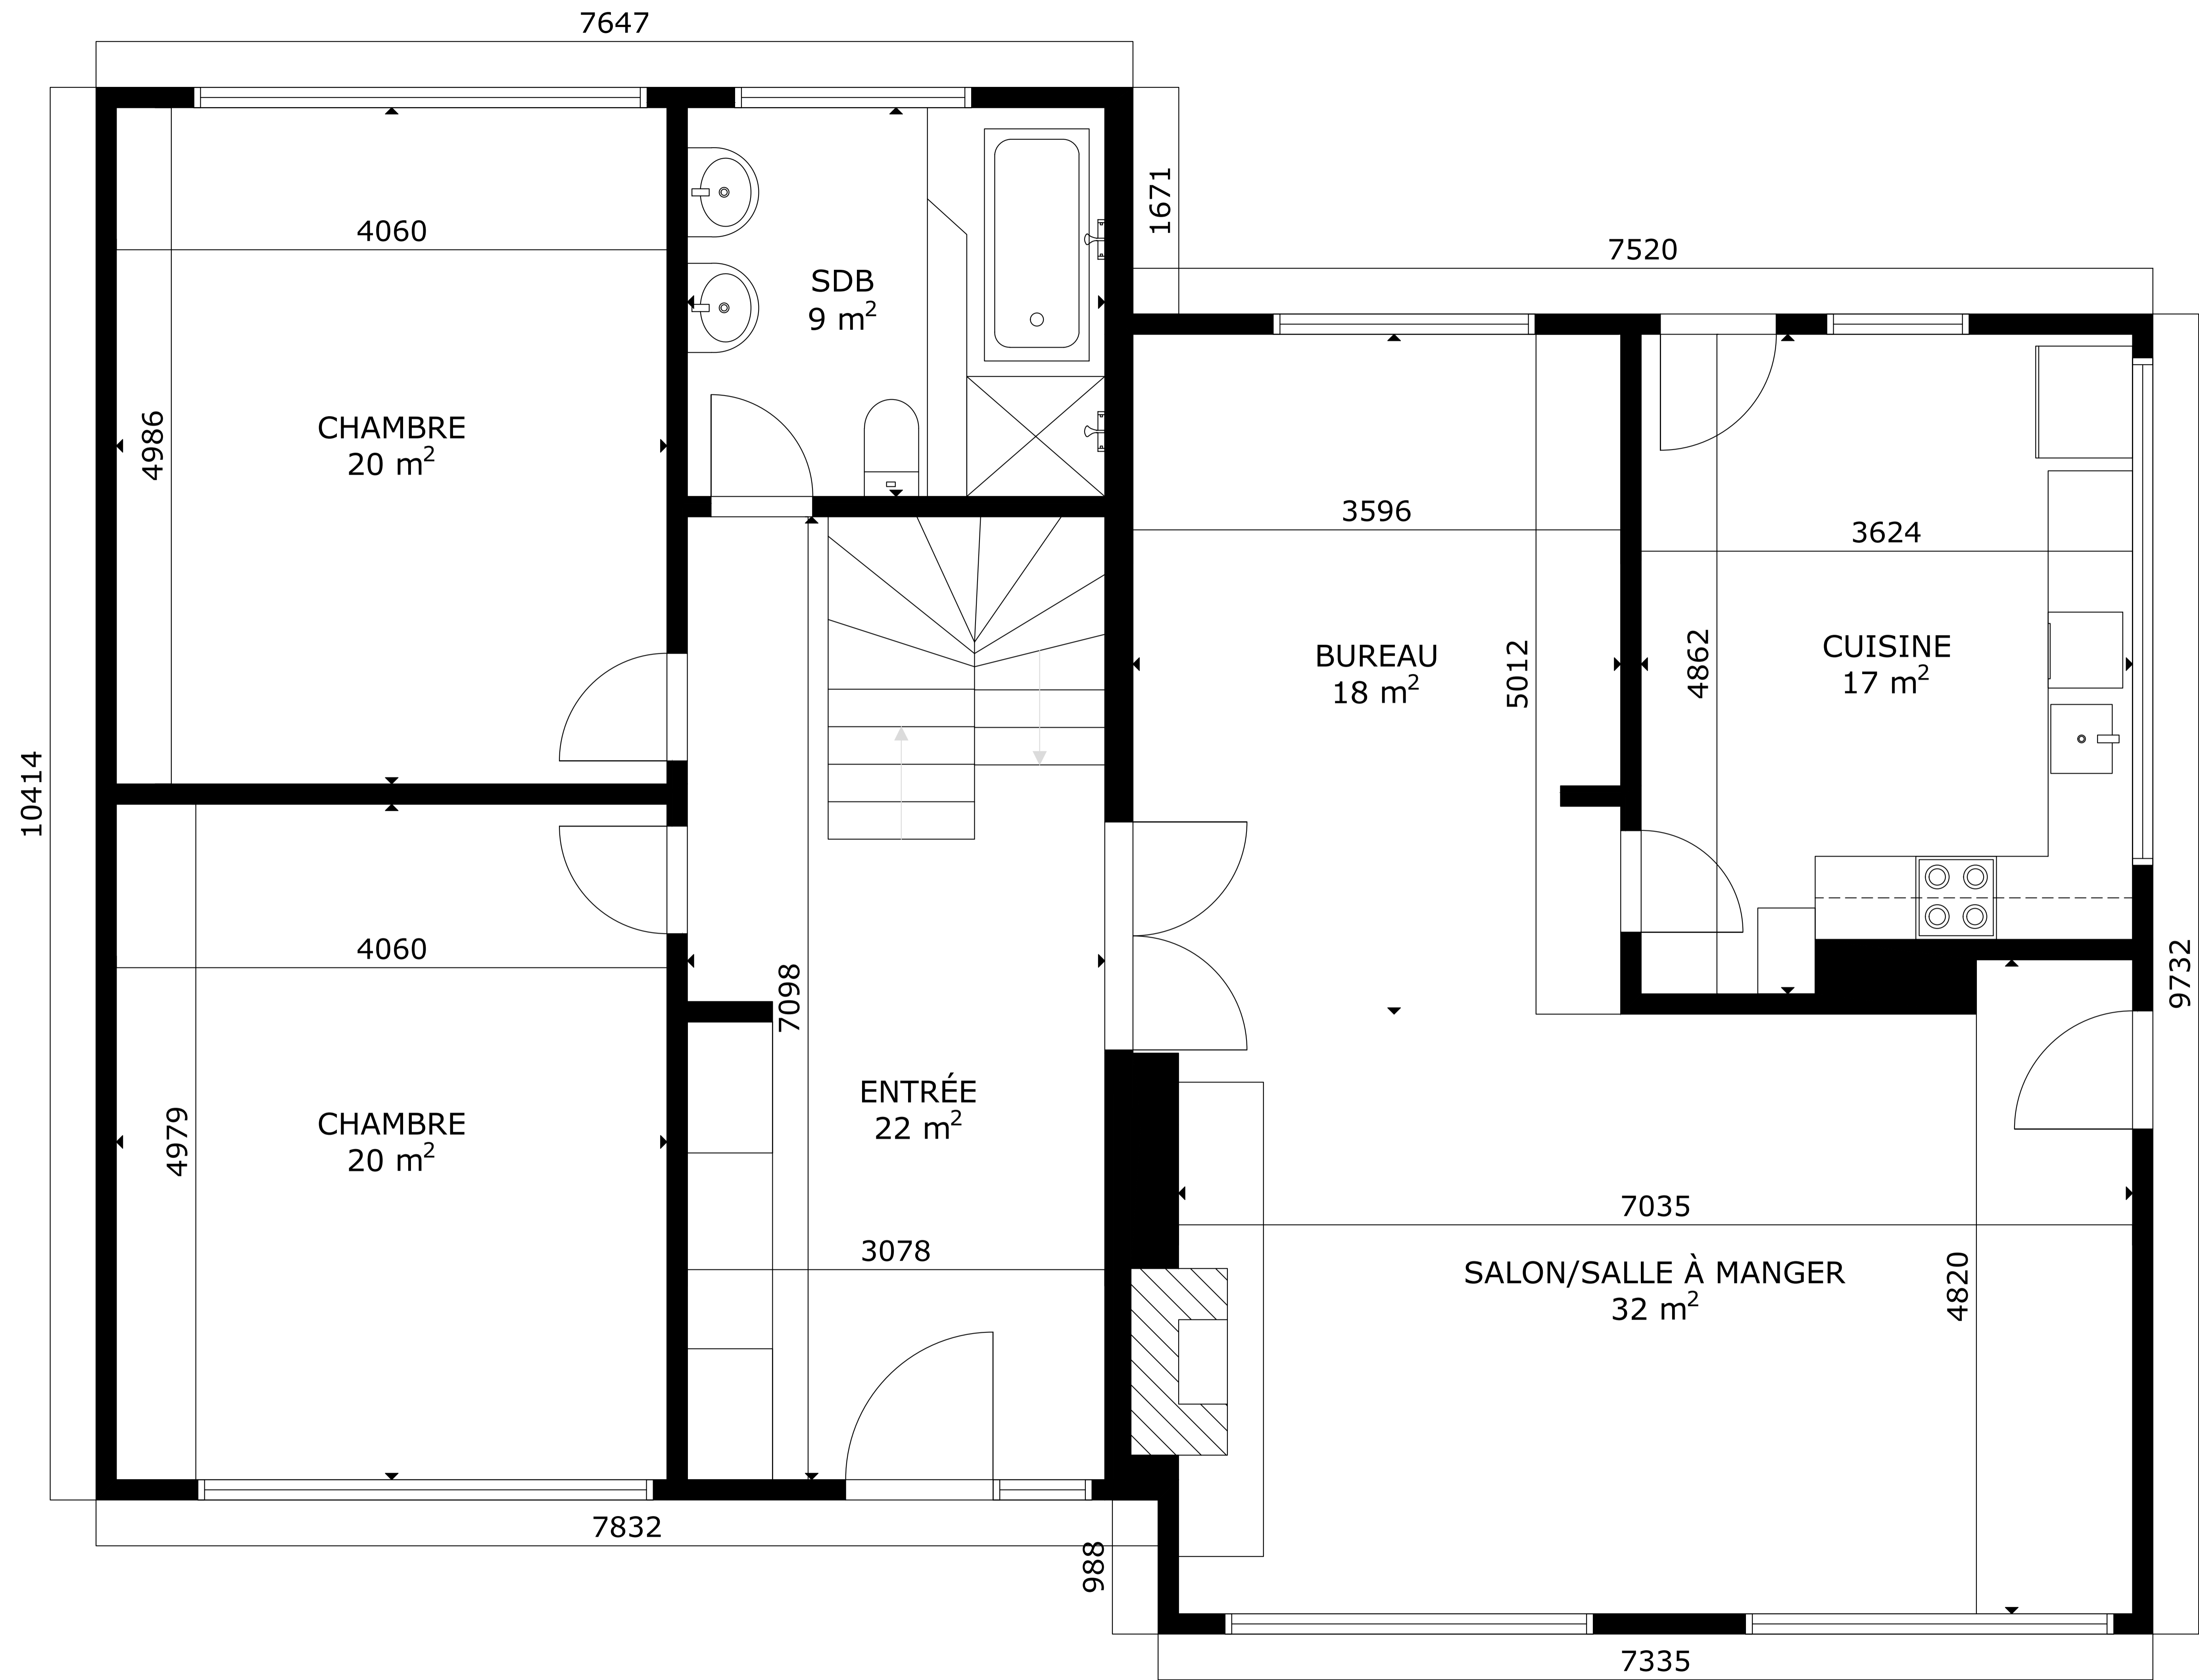 7647
1671
7520
4060
SDB
9 m²
CHAMBRE
20 m²
4986
3596
3624
BUREAU
18 m²
5012
4862
CUISINE
17 m²
10414
4060
7098
9732
ENTRÉE
22 m²
CHAMBRE
20 m²
4979
3078
7035
SALON/SALLE À MANGER
32 m²
4820
7832
988
7335